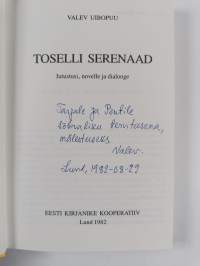 VALEV UIBOPUU
TOSELLI SERENAAD
Jutustusi, novelle ja dialooge
Tarjale ja Pentile
sõbraliku tervitusena,
mälestuseks
Valev.
Lund, 1982-08-29
EESTI KIRJANIKE KOOPERATIIV
Lund 1982